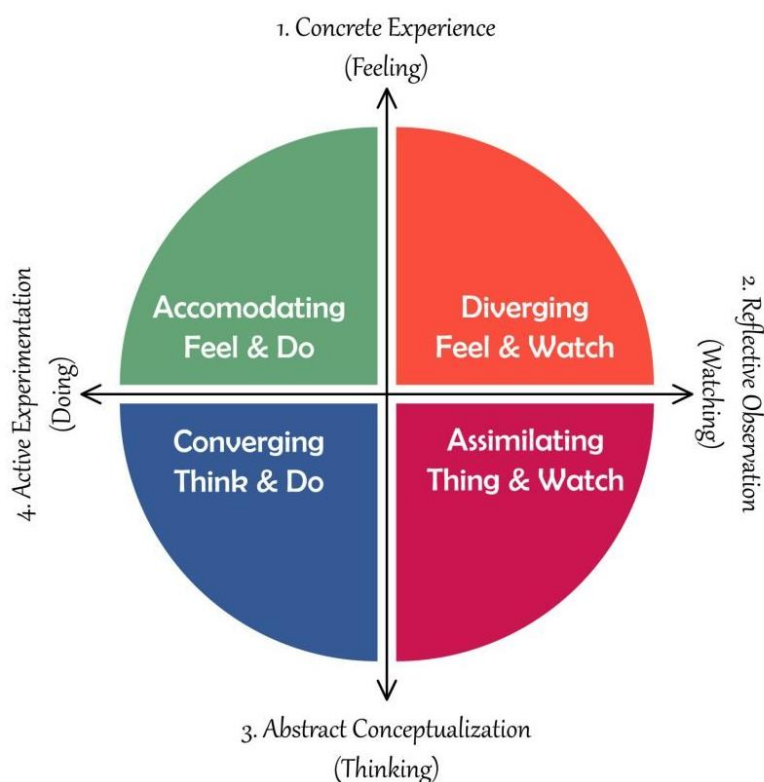 1. Concrete Experience
(Feeling)
Accomodating
Feel & Do
Diverging
Feel & Watch
4. Active Experimentation
(Doing)
2. Reflective Observation
(Watching)
Converging
Think & Do
Assimilating
Thing & Watch
3. Abstract Conceptualization
(Thinking)